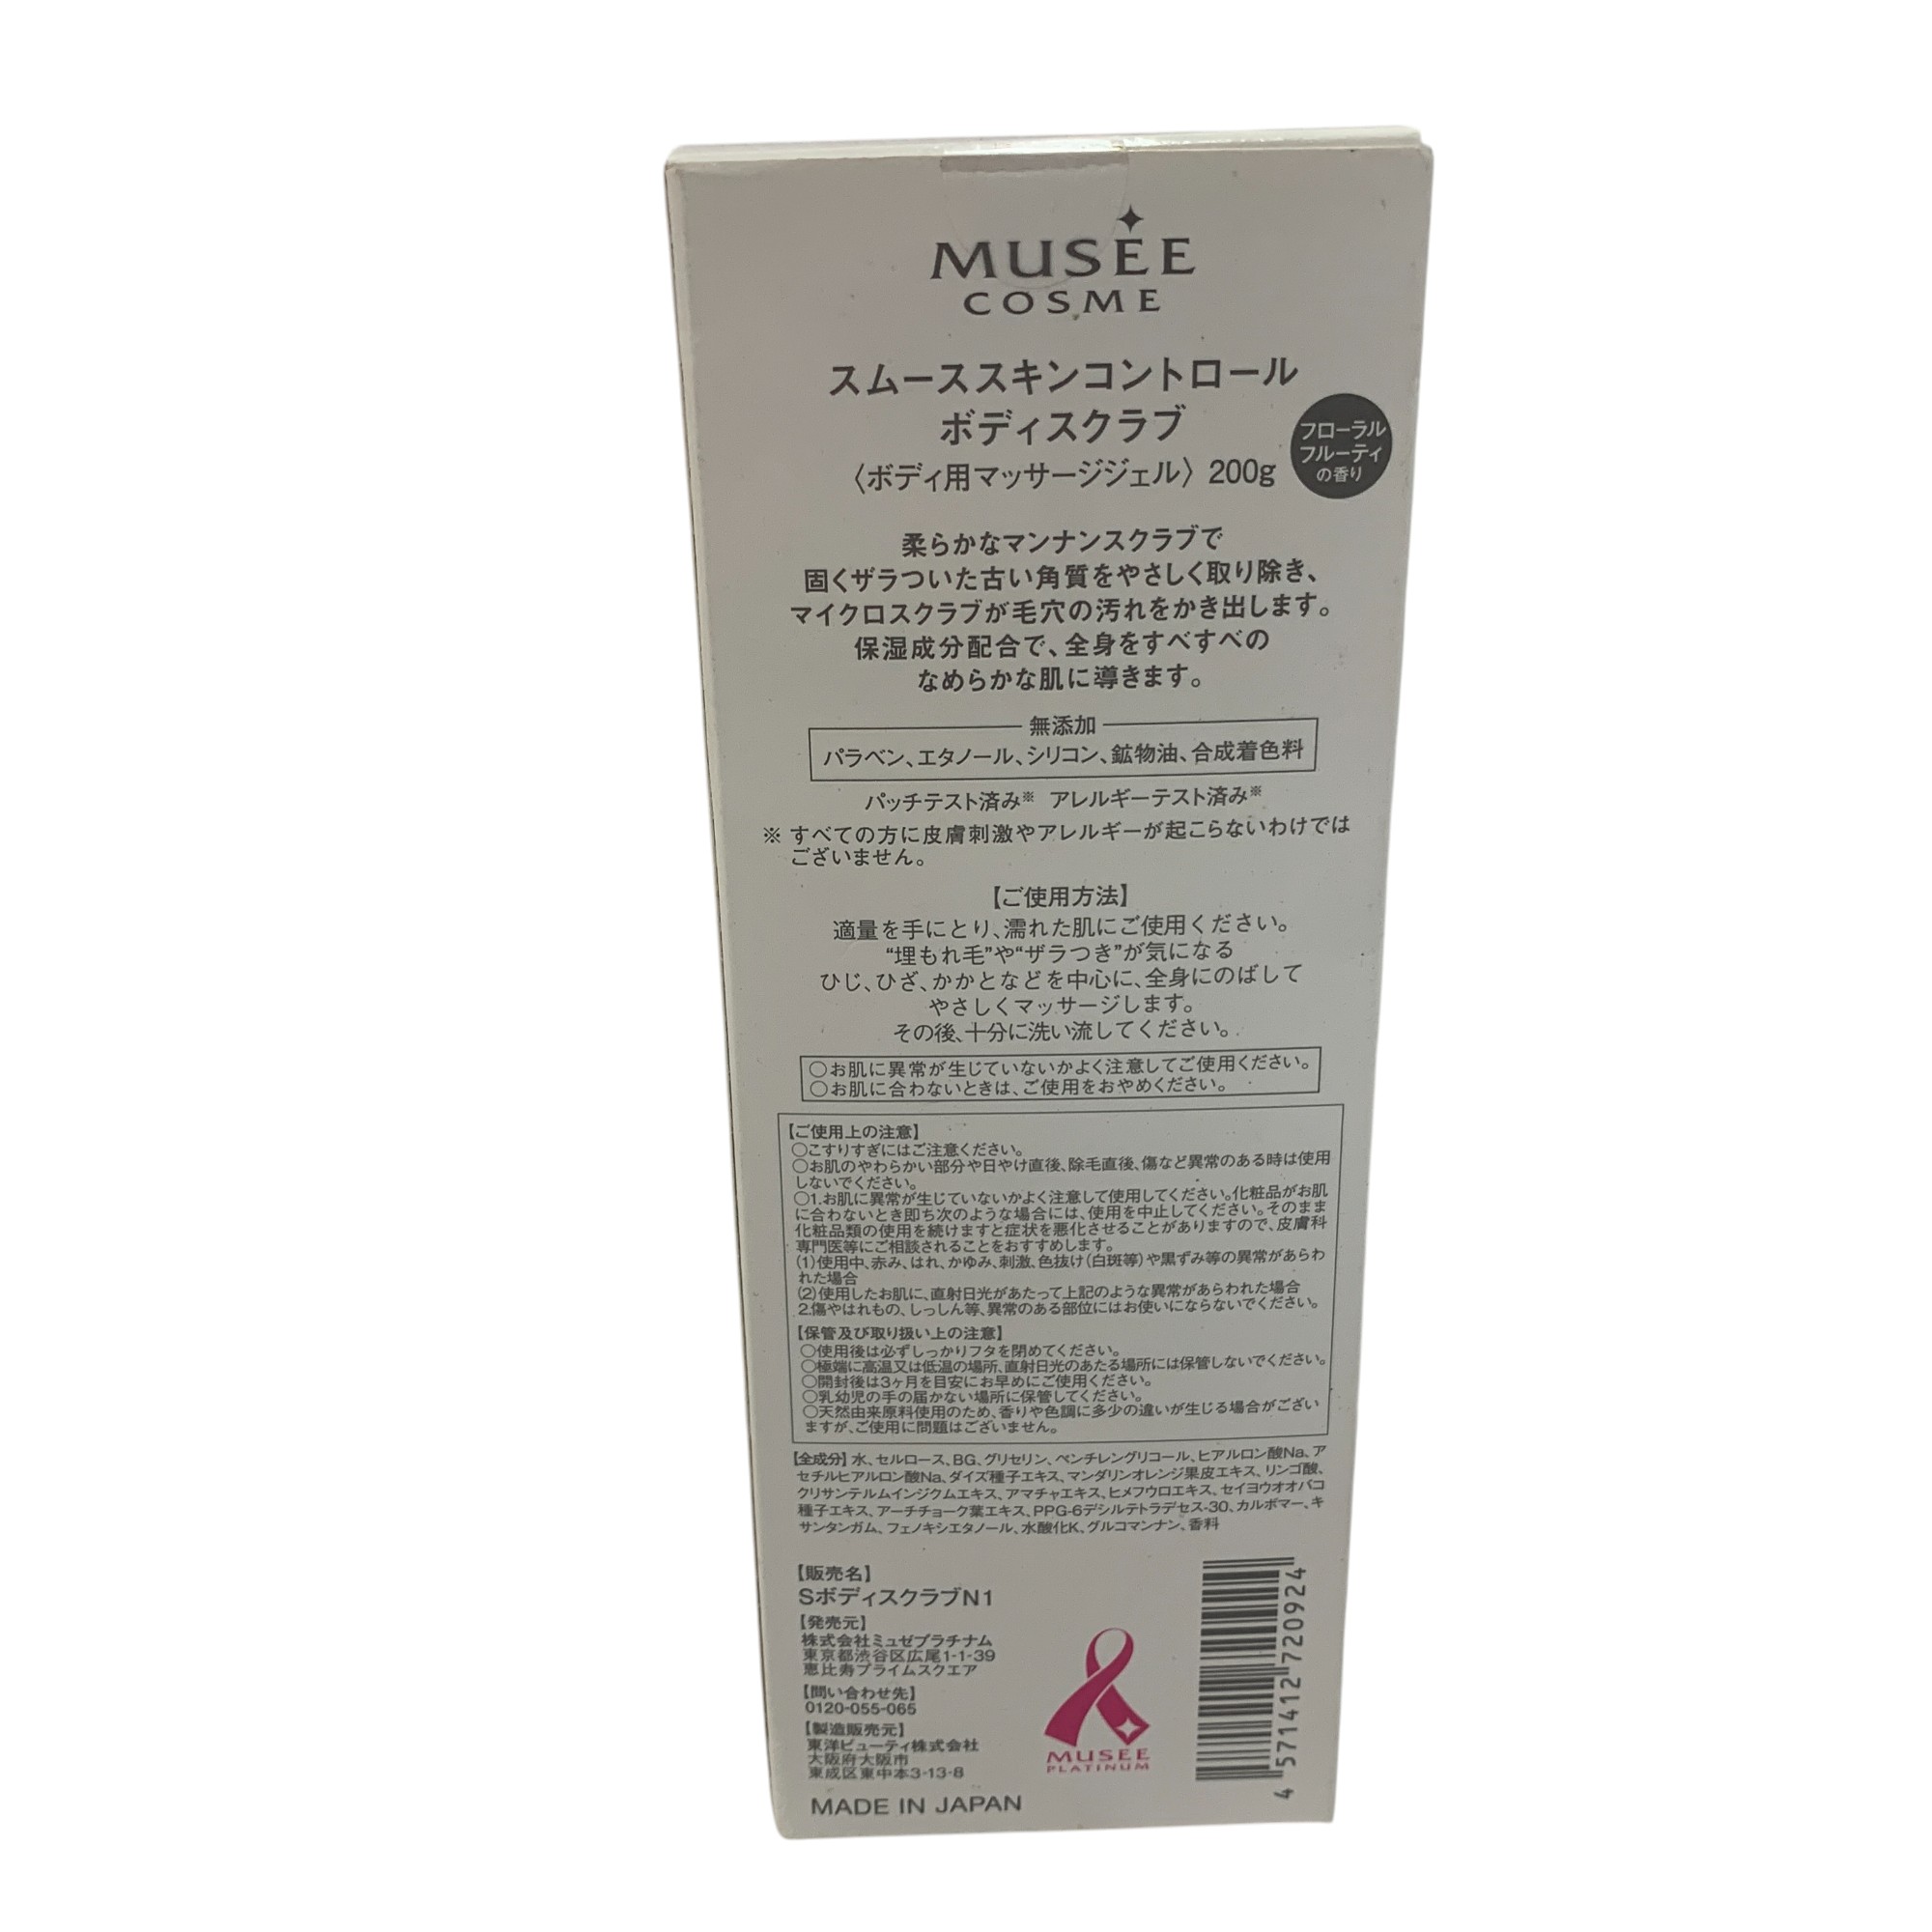 MUSÉE
COSME
スムーススキンコントロール
ボディスクラブ
〈ボディ用マッサージジェル〉200g
フローラル
フルーティ
の香り
柔らかなマンナンスクラブで
固くザラついた古い角質をやさしく取り除き、
マイクロスクラブが毛穴の汚れをかき出します。
保湿成分配合で、全身をすべすべの
なめらかな肌に導きます。
無添加
パラベン、エタノール、シリコン、鉱物油、合成着色料
パッチテスト済み※ アレルギーテスト済み※
※ すべての方に皮膚刺激やアレルギーが起こらないわけでは
ございません。
【ご使用方法】
適量を手にとり、濡れた肌にご使用ください。
“埋もれ毛”や“ザラつき”が気になる
ひじ、ひざ、かかとなどを中心に、全身にのばして
やさしくマッサージします。
その後、十分に洗い流してください。
○お肌に異常が生じていないかよく注意してご使用ください。
○お肌に合わないときは、ご使用をおやめください。
【ご使用上の注意】
○こすりすぎにはご注意ください。
○お肌のやわらかい部分や日やけ直後、除毛直後、傷など異常のある時は使用
しないでください。
○1.お肌に異常が生じていないかよく注意して使用してください。化粧品がお肌
に合わないとき即ち次のような場合には、使用を中止してください。そのまま
化粧品類の使用を続けますと症状を悪化させることがありますので、皮膚科
専門医等にご相談されることをおすすめします。
(1)使用中、赤み、はれ、かゆみ、刺激、色抜け(白斑等)や黒ずみ等の異常があらわ
れた場合
(2)使用したお肌に、直射日光があたって上記のような異常があらわれた場合
2.傷やはれもの、しっしん等、異常のある部位にはお使いにならないでください。
【保管及び取り扱い上の注意】
○使用後は必ずしっかりフタを閉めてください。
○極端に高温又は低温の場所、直射日光のあたる場所には保管しないでください。
○開封後は3ヶ月を目安にお早めにご使用ください。
○乳幼児の手の届かない場所に保管してください。
○天然由来原料使用のため、香りや色調に多少の違いが生じる場合がござい
ますが、ご使用に問題はございません。
【全成分】水、セルロース、BG、グリセリン、ペンチレングリコール、ヒアルロン酸Na、ア
セチルヒアルロン酸Na、ダイズ種子エキス、マンダリンオレンジ果皮エキス、リンゴ酸、
クリサンテルムインジクムエキス、アマチャエキス、ヒメフウロエキス、セイヨウオオバコ
種子エキス、アーチチョーク葉エキス、PPG-6デシルテトラデセス-30、カルボマー、キ
サンタンガム、フェノキシエタノール、水酸化K、グルコマンナン、香料
【販売名】
SボディスクラブN1
【発売元】
株式会社ミュゼプラチナム
東京都渋谷区広尾1-1-39
恵比寿プライムスクエア
【問い合わせ先】
0120-055-065
【製造販売元】
東洋ビューティ株式会社
大阪府大阪市
東成区東中本3-13-8
MADE IN JAPAN
MUSEE
PLATINUM
4571412720924